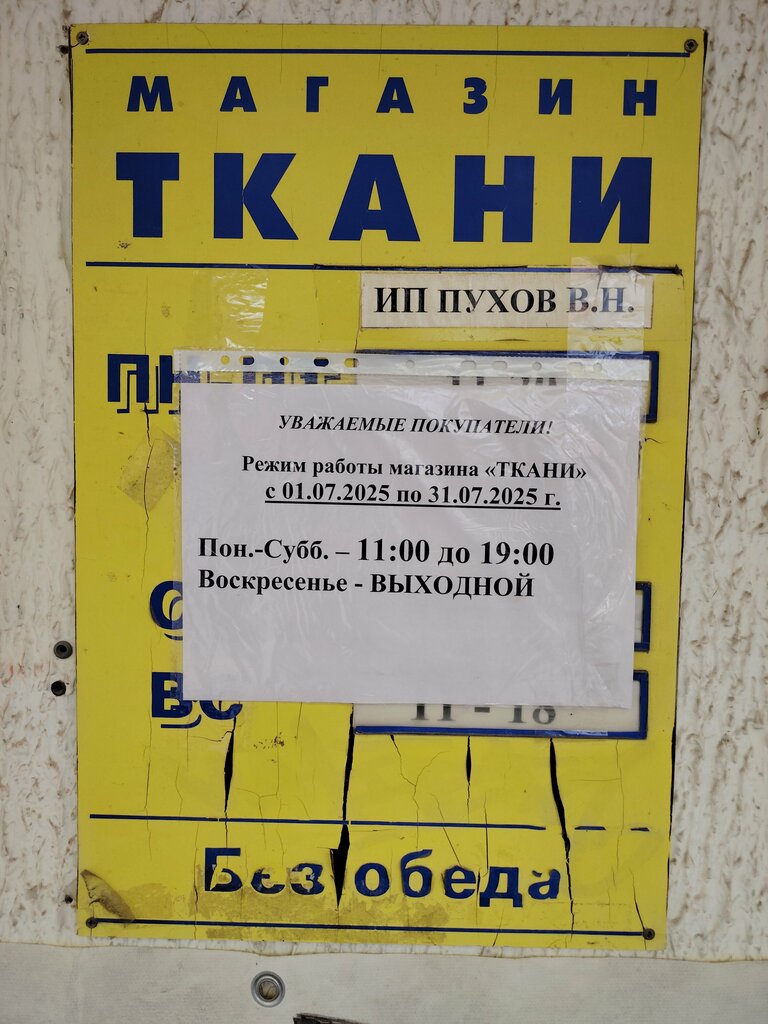 МАГАЗИН
ТКАНИ
ИП ПУХОВ В.Н.
УВАЖАЕМЫЕ ПОКУПАТЕЛИ!
Режим работы магазина «ТКАНИ»
с 01.07.2025 по 31.07.2025 г.
Пон.-Субб. – 11:00 до 19:00
Воскресенье - ВЫХОДНОЙ
ВС
11 - 18
Без обеда